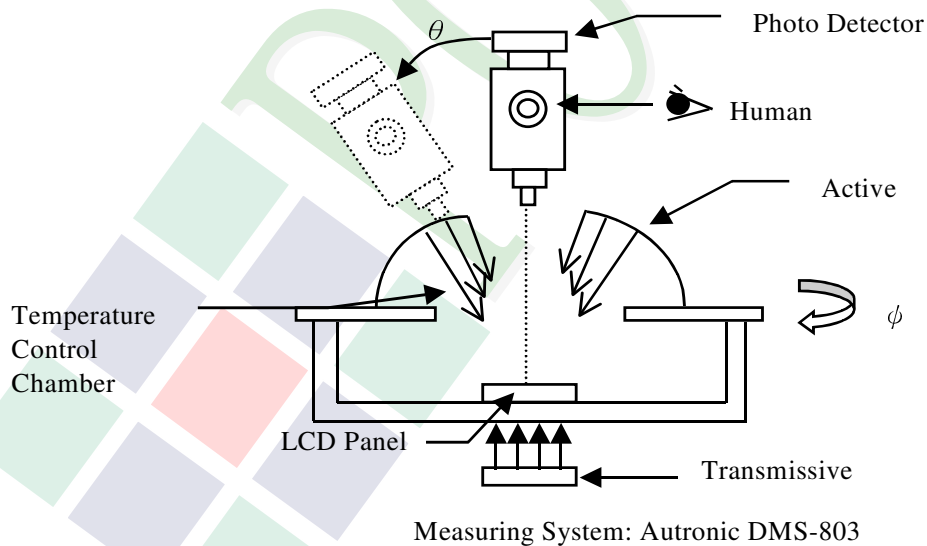 θ
Photo Detector
Human
Active
Temperature
Control
Chamber
ψ
LCD Panel
Transmissive
Measuring System: Autronic DMS-803